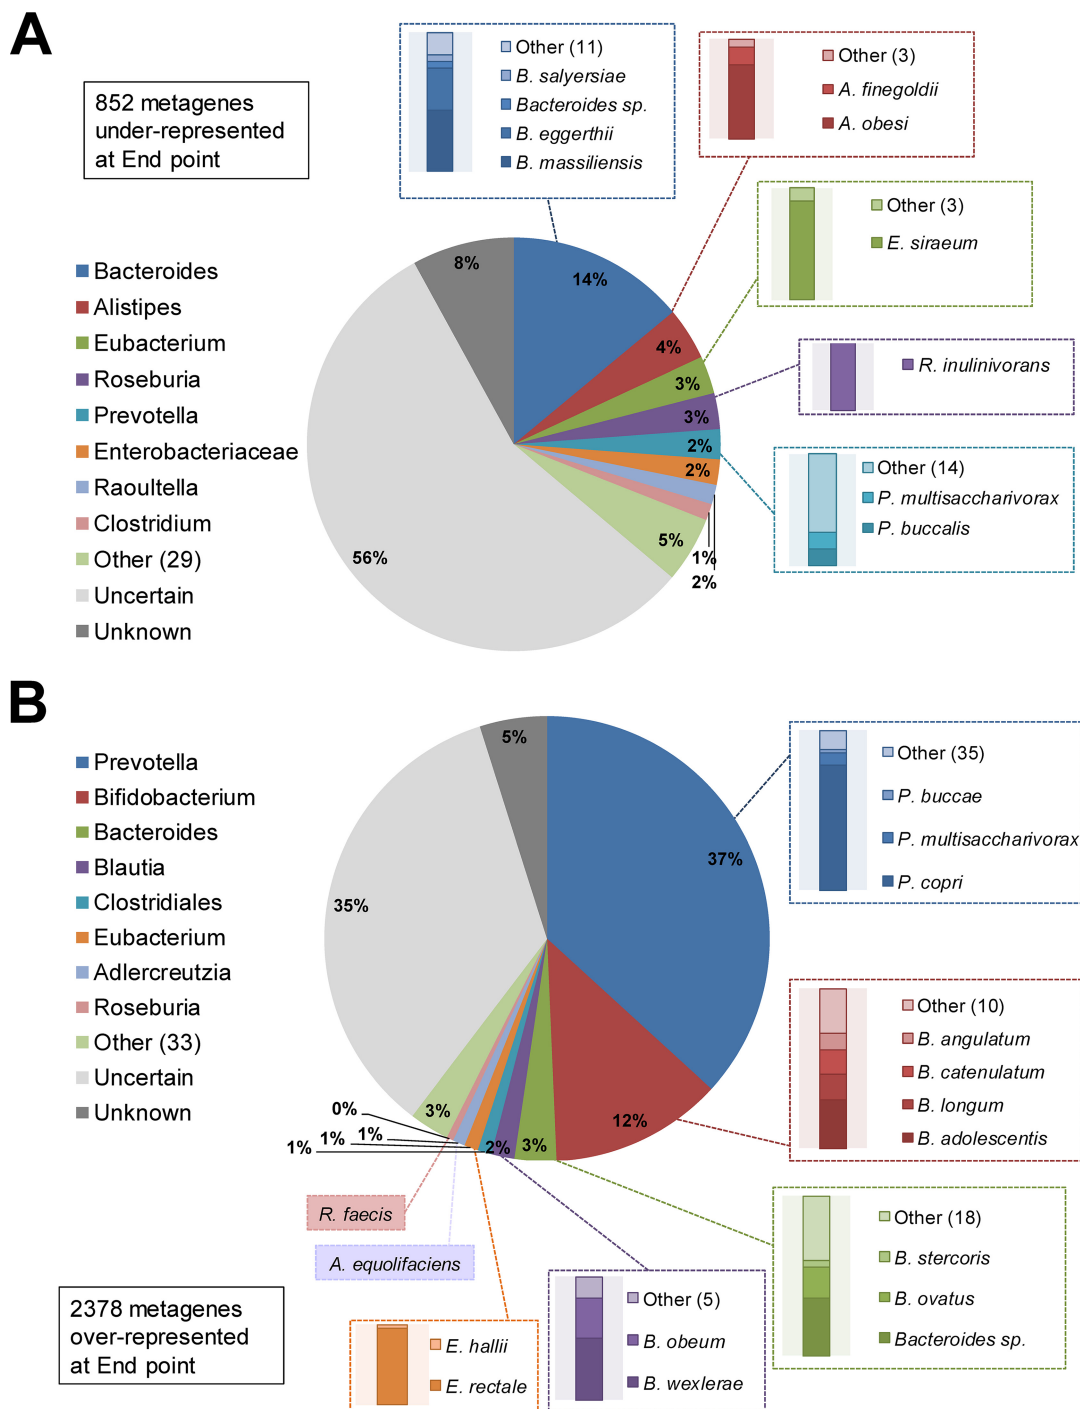 A
852 metagenes
under-represented
at End point
Other (11)
B. salyersiae
Bacteroides sp.
B. eggerthii
B. massiliensis
Other (3)
A. finegoldii
A. obesi
Other (3)
E. siraeum
R. inulinivorans
Other (14)
P. multisaccharivorax
P. buccalis
Bacteroides
Alistipes
Eubacterium
Roseburia
Prevotella
Enterobacteriaceae
Raoultella
Clostridium
Other (29)
Uncertain
Unknown
8%
14%
4%
3%
3%
2%
2%
5%
1%
2%
56%
B
Prevotella
Bifidobacterium
Bacteroides
Blautia
Clostridiales
Eubacterium
Adlercreutzia
Roseburia
Other (33)
Uncertain
Unknown
5%
37%
35%
12%
3%
2%
3%
0%
1%
1%
1%
Other (35)
P. buccae
P. multisaccharivorax
P. copri
Other (10)
B. angulatum
B. catenulatum
B. longum
B. adolescentis
Other (18)
B. stercoris
B. ovatus
Bacteroides sp.
R. faecis
A. equolifaciens
Other (5)
B. obeum
B. wexlerae
E. hallii
E. rectale
2378 metagenes
over-represented
at End point